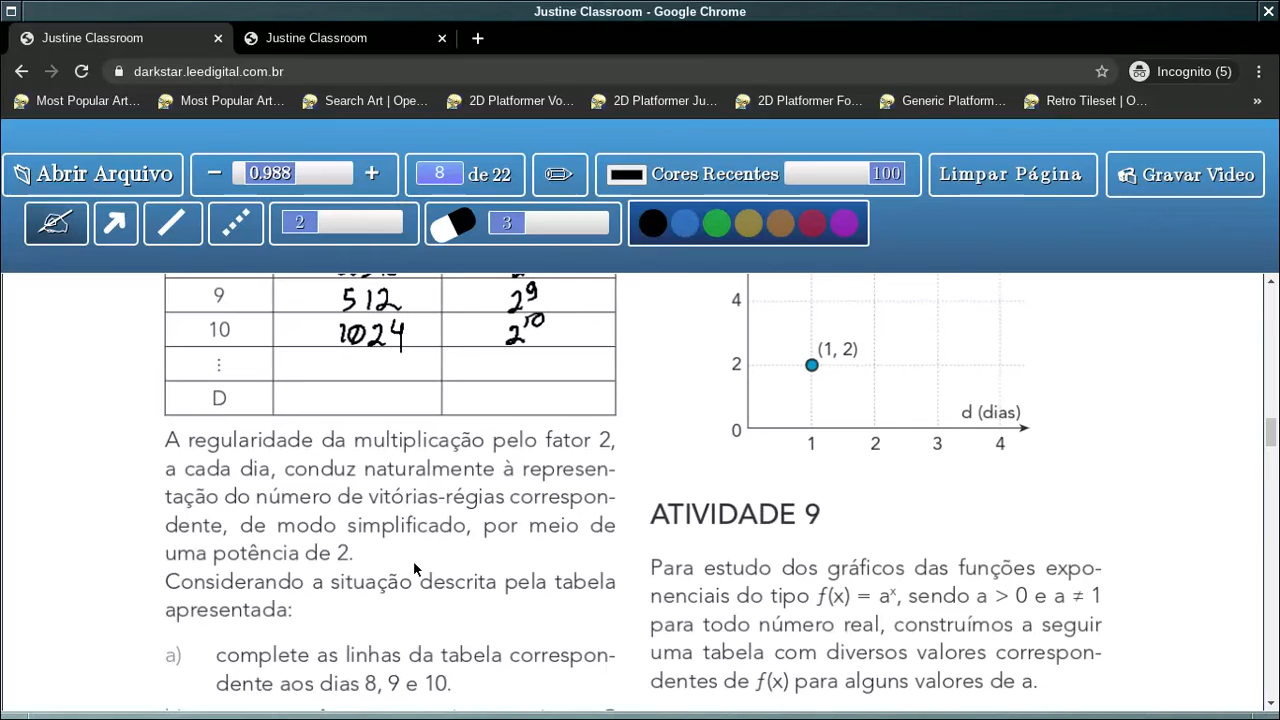 Justine Classroom - Google Chrome
Justine Classroom
Justine Classroom
darkstar.leedigital.com.br
Incognito (5)
Most Popular Art...
Most Popular Art...
Search Art | Ope...
2D Platformer Vo...
2D Platformer Ju...
2D Platformer Fo...
Generic Platform...
Retro Tileset | O...
»
Abrir Arquivo
− 0.988 +
8 de 22
Cores Recentes 100
Limpar Página
Gravar Video
2
3
9 512 2⁹
10 1024 2¹⁰
⋮
D
A regularidade da multiplicação pelo fator 2,
a cada dia, conduz naturalmente à represen-
tação do número de vitórias-régias correspon-
dente, de modo simplificado, por meio de
uma potência de 2.
Considerando a situação descrita pela tabela
apresentada:
a) complete as linhas da tabela correspon-
dente aos dias 8, 9 e 10.
4
2
(1, 2)
d (dias)
0
1 2 3 4
ATIVIDADE 9
Para estudo dos gráficos das funções expo-
nenciais do tipo ƒ(x) = aˣ, sendo a > 0 e a ≠ 1
para todo número real, construímos a seguir
uma tabela com diversos valores correspon-
dentes de ƒ(x) para alguns valores de a.